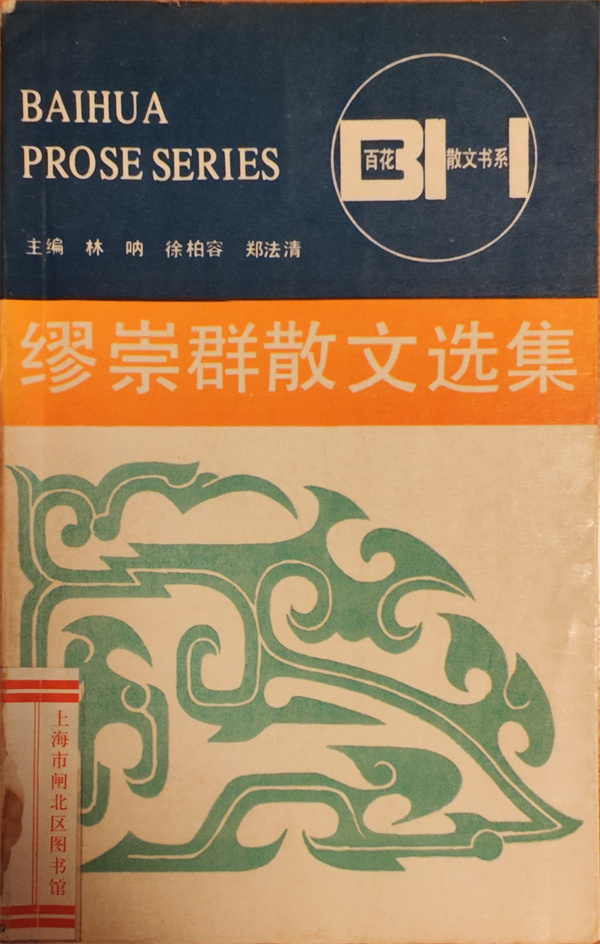 BAIHUA
PROSE SERIES
BH
百花 散文书系
主编 林 呐 徐柏容 郑法清
缪崇群散文选集
上海市闸北区图书馆